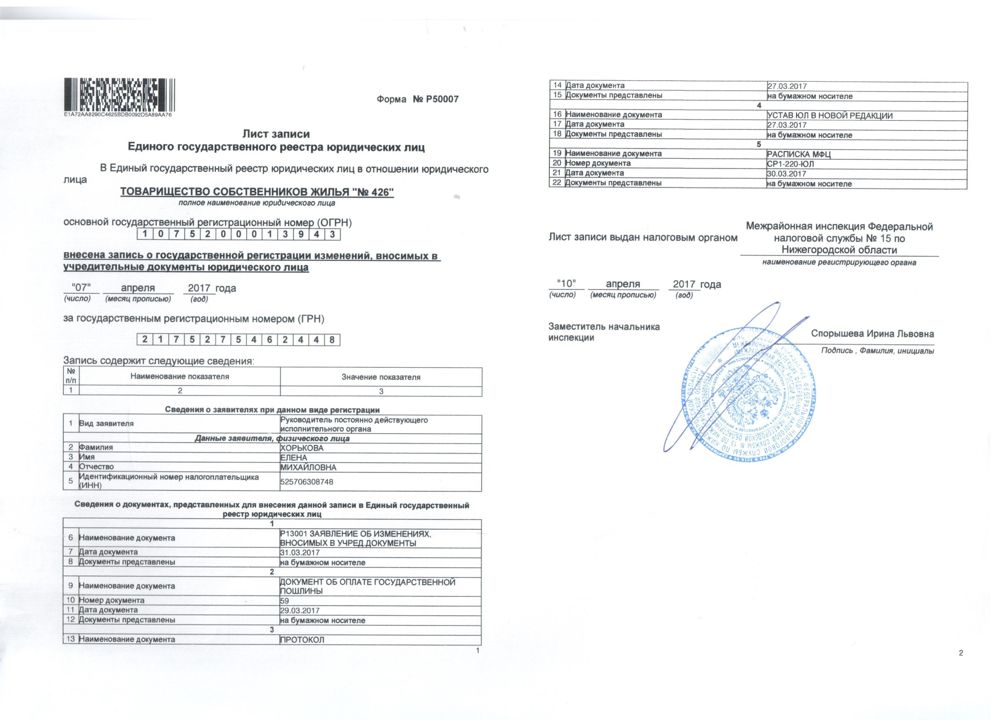 E1A72AA8290C4625BDB0092D5A89AA76
Форма № Р50007
Лист записи
Единого государственного реестра юридических лиц
В Единый государственный реестр юридических лиц в отношении юридического
лица
ТОВАРИЩЕСТВО СОБСТВЕННИКОВ ЖИЛЬЯ "№ 426"
полное наименование юридического лица
основной государственный регистрационный номер (ОГРН)
1 0 7 5 2 0 0 0 1 3 9 4 3
внесена запись о государственной регистрации изменений, вносимых в
учредительные документы юридического лица
"07" апреля 2017 года
(число) (месяц прописью) (год)
за государственным регистрационным номером (ГРН)
2 1 7 5 2 7 5 4 6 2 4 4 8
Запись содержит следующие сведения:
№ п/п Наименование показателя Значение показателя
1 2 3
Сведения о заявителях при данном виде регистрации
1 Вид заявителя Руководитель постоянно действующего
исполнительного органа
Данные заявителя, физического лица
2 Фамилия ХОРЬКОВА
3 Имя ЕЛЕНА
4 Отчество МИХАЙЛОВНА
5 Идентификационный номер налогоплательщика
(ИНН) 525706308748
Сведения о документах, представленных для внесения данной записи в Единый государственный
реестр юридических лиц
1
6 Наименование документа Р13001 ЗАЯВЛЕНИЕ ОБ ИЗМЕНЕНИЯХ,
ВНОСИМЫХ В УЧРЕД.ДОКУМЕНТЫ
7 Дата документа 31.03.2017
8 Документы представлены на бумажном носителе
2
9 Наименование документа ДОКУМЕНТ ОБ ОПЛАТЕ ГОСУДАРСТВЕННОЙ
ПОШЛИНЫ
10 Номер документа 59
11 Дата документа 29.03.2017
12 Документы представлены на бумажном носителе
3
13 Наименование документа ПРОТОКОЛ
1
14 Дата документа 27.03.2017
15 Документы представлены на бумажном носителе
4
16 Наименование документа УСТАВ ЮЛ В НОВОЙ РЕДАКЦИИ
17 Дата документа 27.03.2017
18 Документы представлены на бумажном носителе
5
19 Наименование документа РАСПИСКА МФЦ
20 Номер документа СР1-220-ЮЛ
21 Дата документа 30.03.2017
22 Документы представлены на бумажном носителе
Лист записи выдан налоговым органом
Межрайонная инспекция Федеральной
налоговой службы № 15 по
Нижегородской области
наименование регистрирующего органа
"10" апреля 2017 года
(число) (месяц прописью) (год)
Заместитель начальника
инспекции
Спорышева Ирина Львовна
Подпись , Фамилия, инициалы
МЕЖРАЙОННАЯ ИНСПЕКЦИЯ ФЕДЕРАЛЬНОЙ НАЛОГОВОЙ СЛУЖБЫ № 15 ПО НИЖЕГОРОДСКОЙ ОБЛАСТИ
2